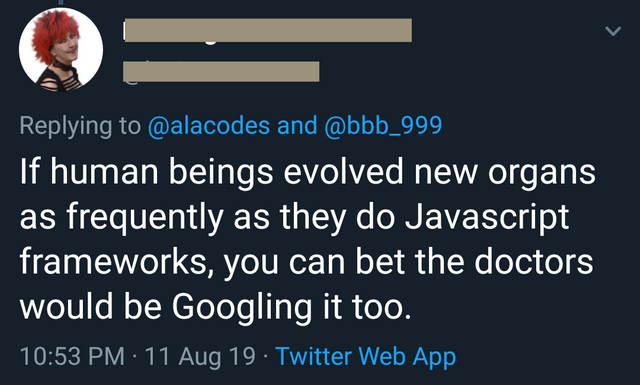 Replying to @alacodes and @bbb_999
If human beings evolved new organs
as frequently as they do Javascript
frameworks, you can bet the doctors
would be Googling it too.
10:53 PM · 11 Aug 19 · Twitter Web App